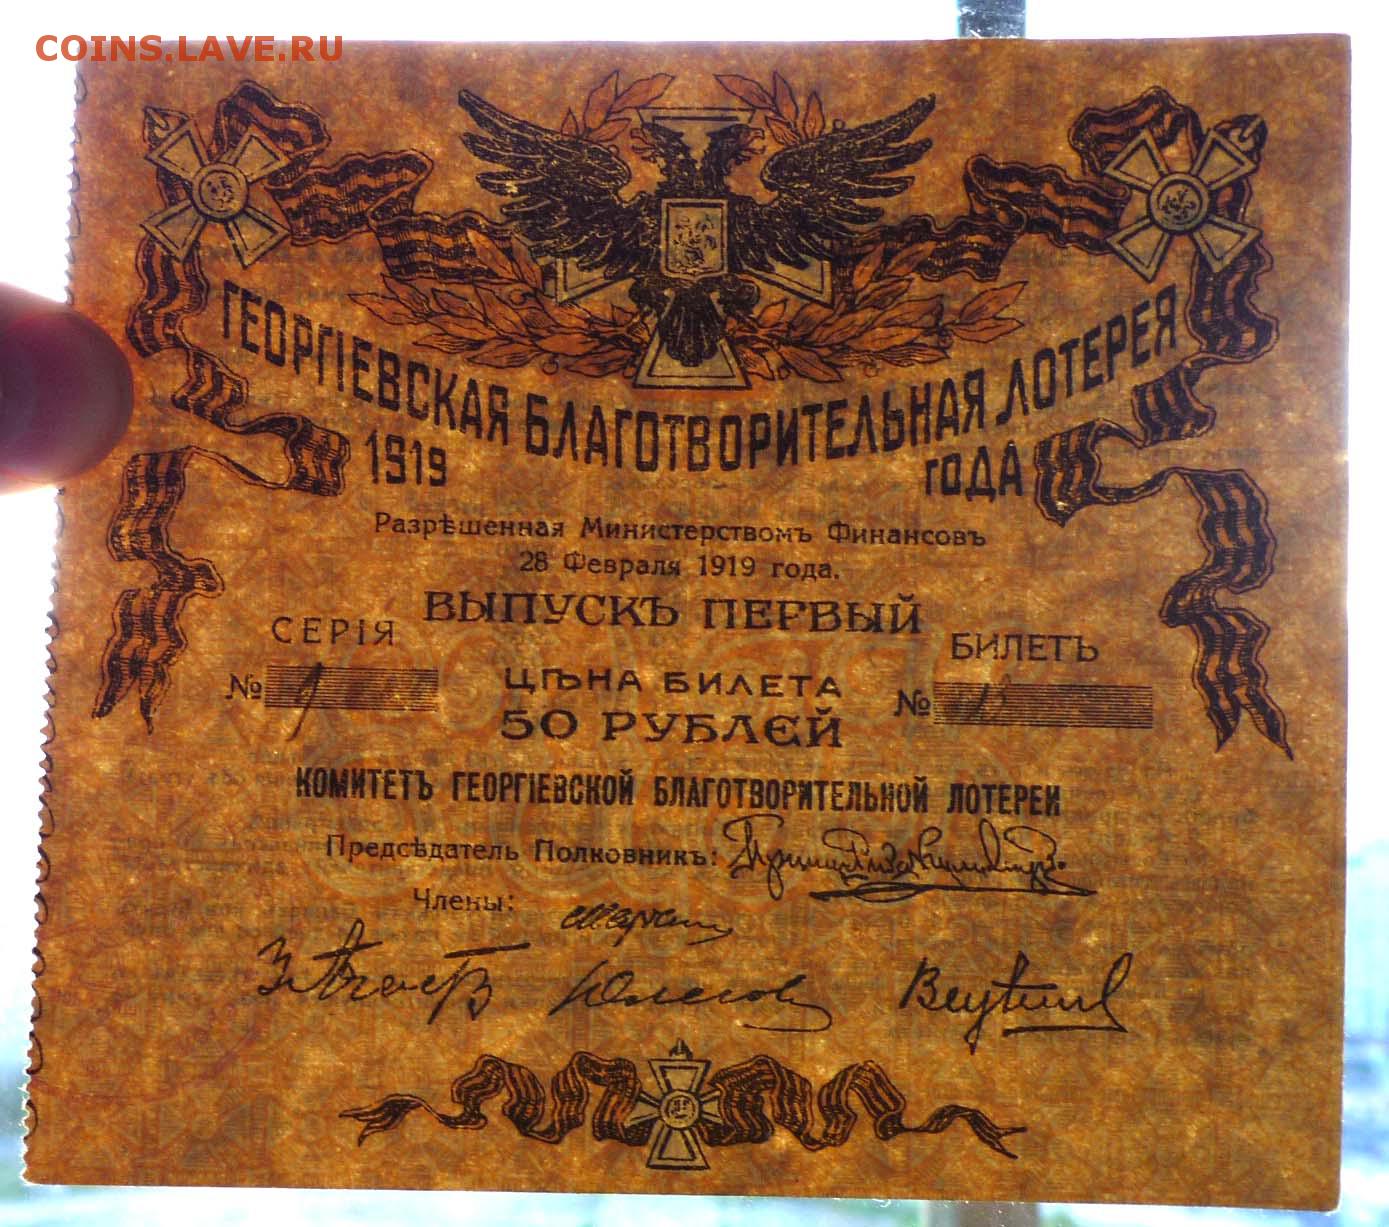 COINS.LAVE.RU
ГЕОРГІЕВСКАЯ БЛАГОТВОРИТЕЛЬНАЯ ЛОТЕРЕЯ
1919 ГОДА
Разрѣшенная Министерствомъ Финансовъ
28 Февраля 1919 года.
ВЫПУСКЪ ПЕРВЫЙ
СЕРІЯ БИЛЕТЪ
ЦѢНА БИЛЕТА
№ №
50 РУБЛЕЙ
КОМИТЕТЪ ГЕОРГІЕВСКОЙ БЛАГОТВОРИТЕЛЬНОЙ ЛОТЕРЕИ
Предсѣдатель Полковникъ:
Члены: